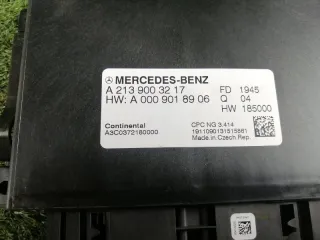 MERCEDES-BENZ
A 213 900 32 17 FD 1945
HW: A 000 901 89 06 Q 04
HW 185000
Continental CPC NG 3.414
A3C0372180000 1911090131515561
Made in Czech Rep.